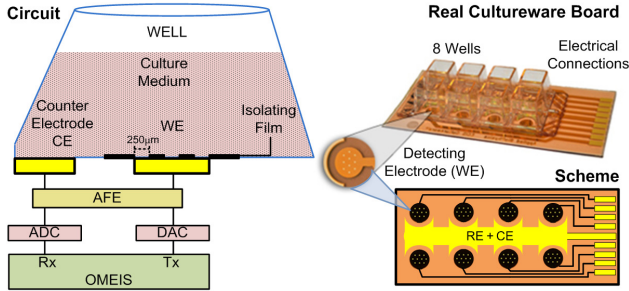 Circuit
WELL
Culture
Medium
Counter
Electrode
CE
WE
250μm
Isolating
Film
AFE
ADC
DAC
Rx
Tx
OMEIS
Real Cultureware Board
8 Wells
Electrical
Connections
Detecting
Electrode (WE)
Scheme
RE + CE